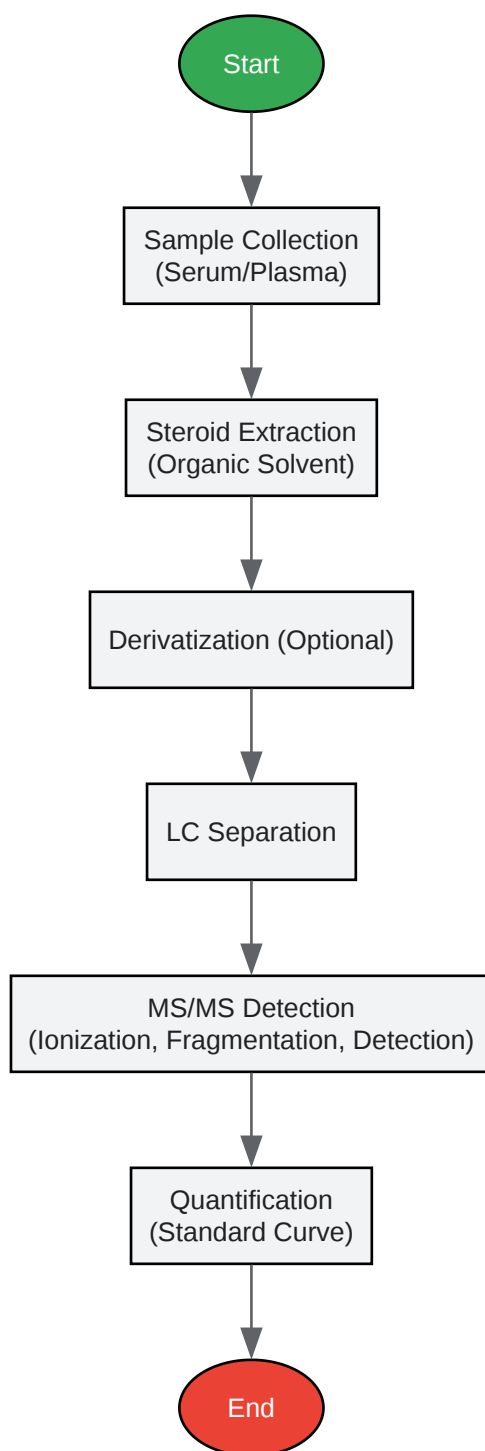 Start
Sample Collection
(Serum/Plasma)
Steroid Extraction
(Organic Solvent)
Derivatization (Optional)
LC Separation
MS/MS Detection
(Ionization, Fragmentation, Detection)
Quantification
(Standard Curve)
End